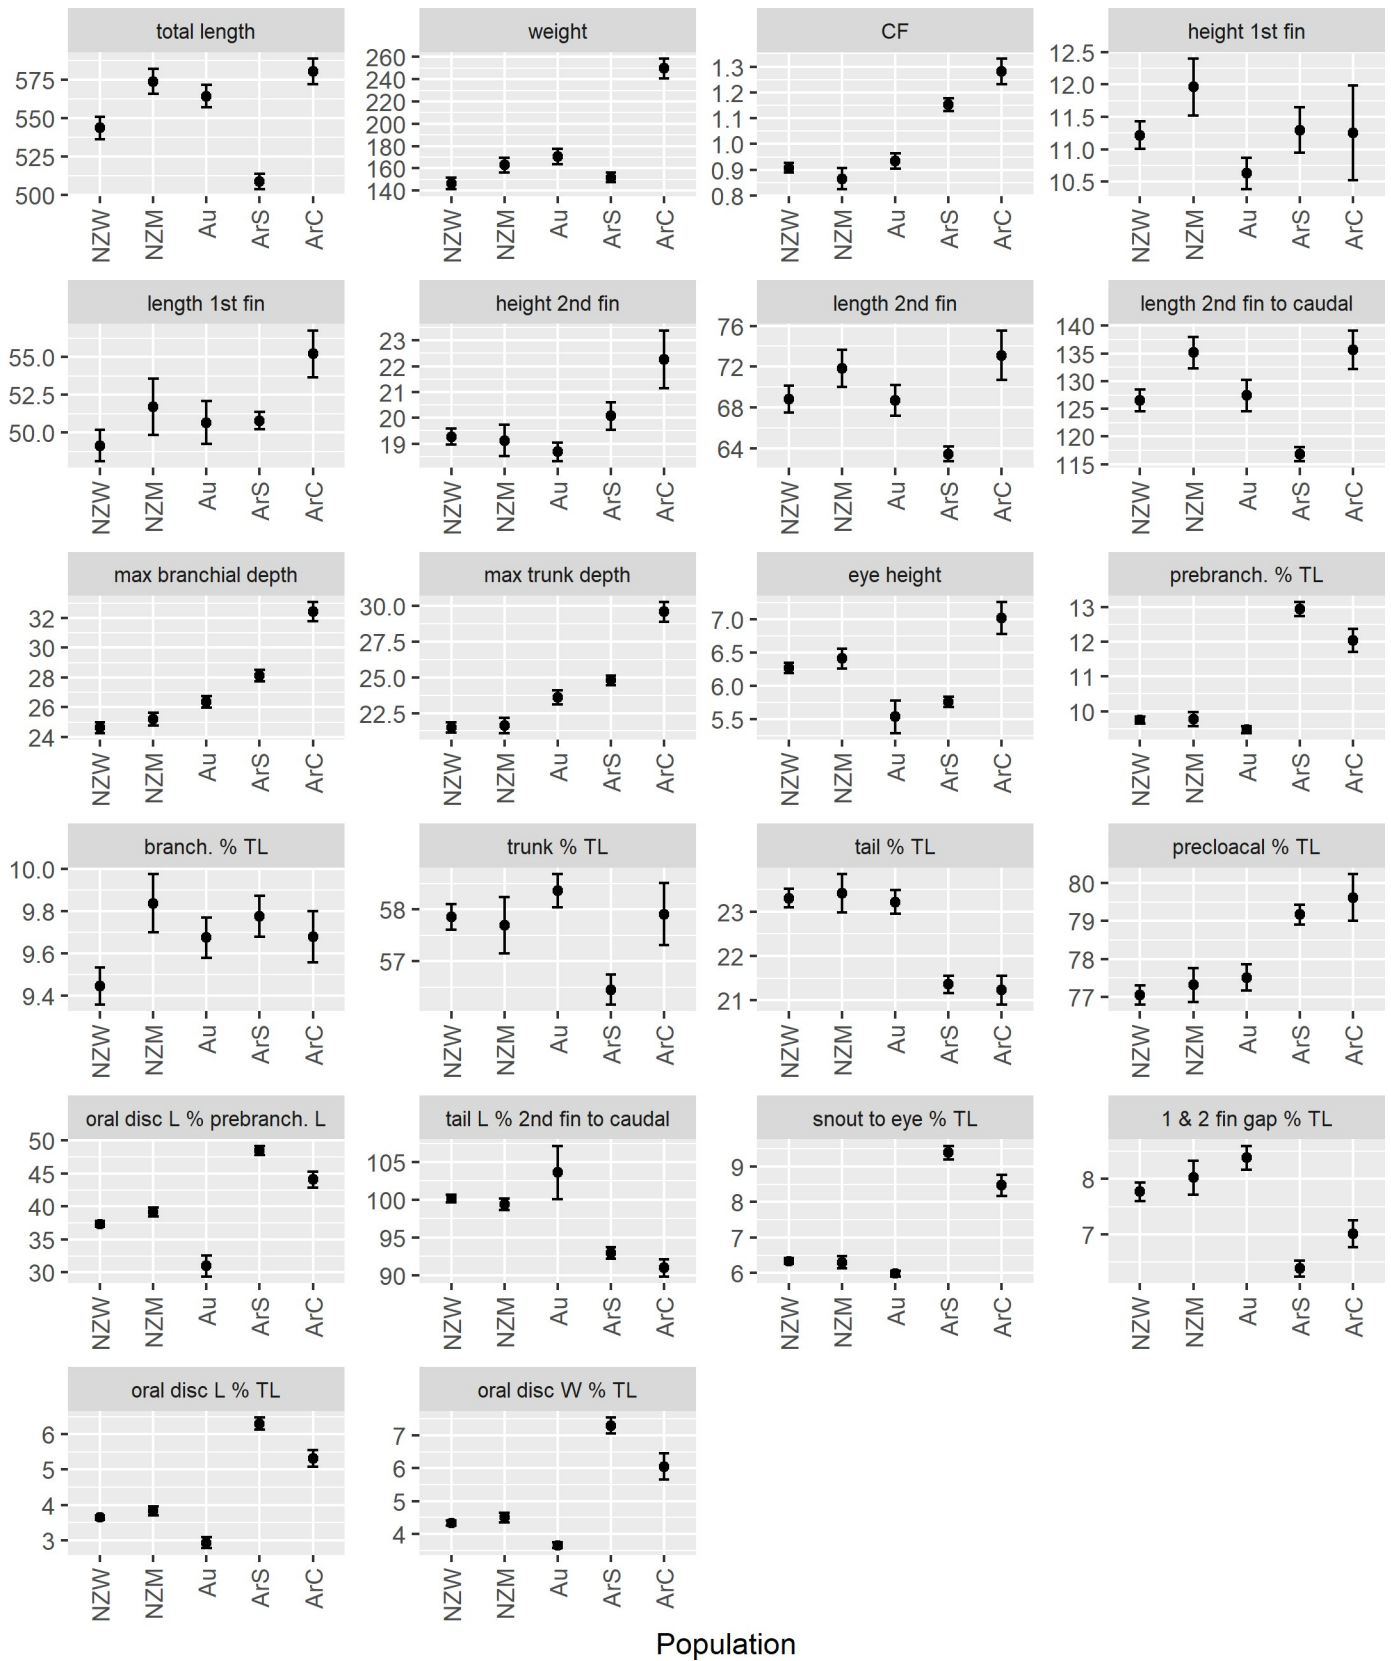 total length
weight
CF
height 1st fin
575
550
525
500
260
240
220
200
180
160
140
1.3
1.2
1.1
1.0
0.9
0.8
12.5
12.0
11.5
11.0
10.5
NZW NZM Au ArS ArC
NZW NZM Au ArS ArC
NZW NZM Au ArS ArC
NZW NZM Au ArS ArC
length 1st fin
height 2nd fin
length 2nd fin
length 2nd fin to caudal
55.0
52.5
50.0
23
22
21
20
19
76
72
68
64
140
135
130
125
120
115
NZW NZM Au ArS ArC
NZW NZM Au ArS ArC
NZW NZM Au ArS ArC
NZW NZM Au ArS ArC
max branchial depth
max trunk depth
eye height
prebranch. % TL
32
30
28
26
24
30.0
27.5
25.0
22.5
7.0
6.5
6.0
5.5
13
12
11
10
NZW NZM Au ArS ArC
NZW NZM Au ArS ArC
NZW NZM Au ArS ArC
NZW NZM Au ArS ArC
branch. % TL
trunk % TL
tail % TL
precloacal % TL
10.0
9.8
9.6
9.4
58
57
23
22
21
80
79
78
77
NZW NZM Au ArS ArC
NZW NZM Au ArS ArC
NZW NZM Au ArS ArC
NZW NZM Au ArS ArC
oral disc L % prebranch. L
tail L % 2nd fin to caudal
snout to eye % TL
1 & 2 fin gap % TL
50
45
40
35
30
105
100
95
90
9
8
7
6
8
7
NZW NZM Au ArS ArC
NZW NZM Au ArS ArC
NZW NZM Au ArS ArC
NZW NZM Au ArS ArC
oral disc L % TL
oral disc W % TL
6
5
4
3
7
6
5
4
NZW NZM Au ArS ArC
NZW NZM Au ArS ArC
Population